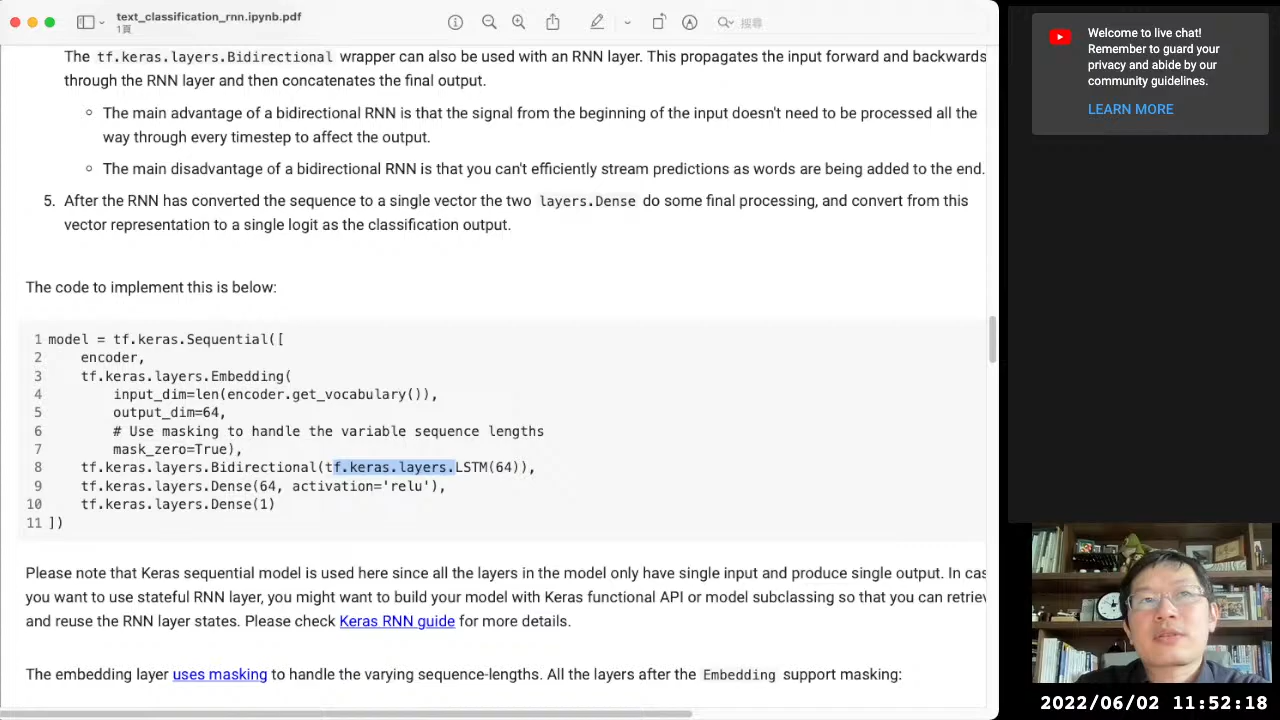 text_classification_rnn.ipynb.pdf
1頁
搜尋
The tf.keras.layers.Bidirectional wrapper can also be used with an RNN layer. This propagates the input forward and backwards
through the RNN layer and then concatenates the final output.
The main advantage of a bidirectional RNN is that the signal from the beginning of the input doesn't need to be processed all the
way through every timestep to affect the output.
The main disadvantage of a bidirectional RNN is that you can't efficiently stream predictions as words are being added to the end.
5. After the RNN has converted the sequence to a single vector the two layers.Dense do some final processing, and convert from this
vector representation to a single logit as the classification output.
The code to implement this is below:
1 model = tf.keras.Sequential([
2 encoder,
3 tf.keras.layers.Embedding(
4 input_dim=len(encoder.get_vocabulary()),
5 output_dim=64,
6 # Use masking to handle the variable sequence lengths
7 mask_zero=True),
8 tf.keras.layers.Bidirectional(tf.keras.layers.LSTM(64)),
9 tf.keras.layers.Dense(64, activation='relu'),
10 tf.keras.layers.Dense(1)
11 ])
Please note that Keras sequential model is used here since all the layers in the model only have single input and produce single output. In cas
you want to use stateful RNN layer, you might want to build your model with Keras functional API or model subclassing so that you can retriev
and reuse the RNN layer states. Please check Keras RNN guide for more details.
The embedding layer uses masking to handle the varying sequence-lengths. All the layers after the Embedding support masking:
Welcome to live chat!
Remember to guard your
privacy and abide by our
community guidelines.
LEARN MORE
2022/06/02 11:52:18